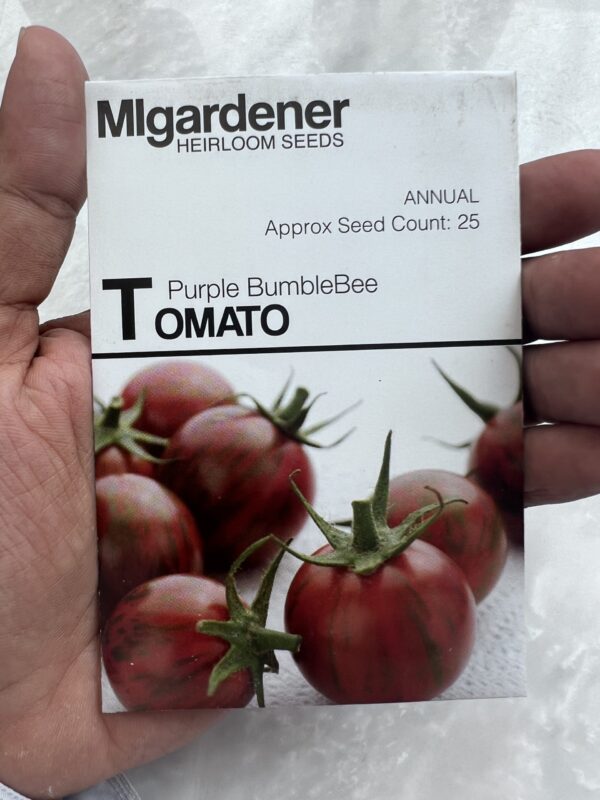 MIgardener
HEIRLOOM SEEDS
ANNUAL
Approx Seed Count: 25
Purple BumbleBee
TOMATO